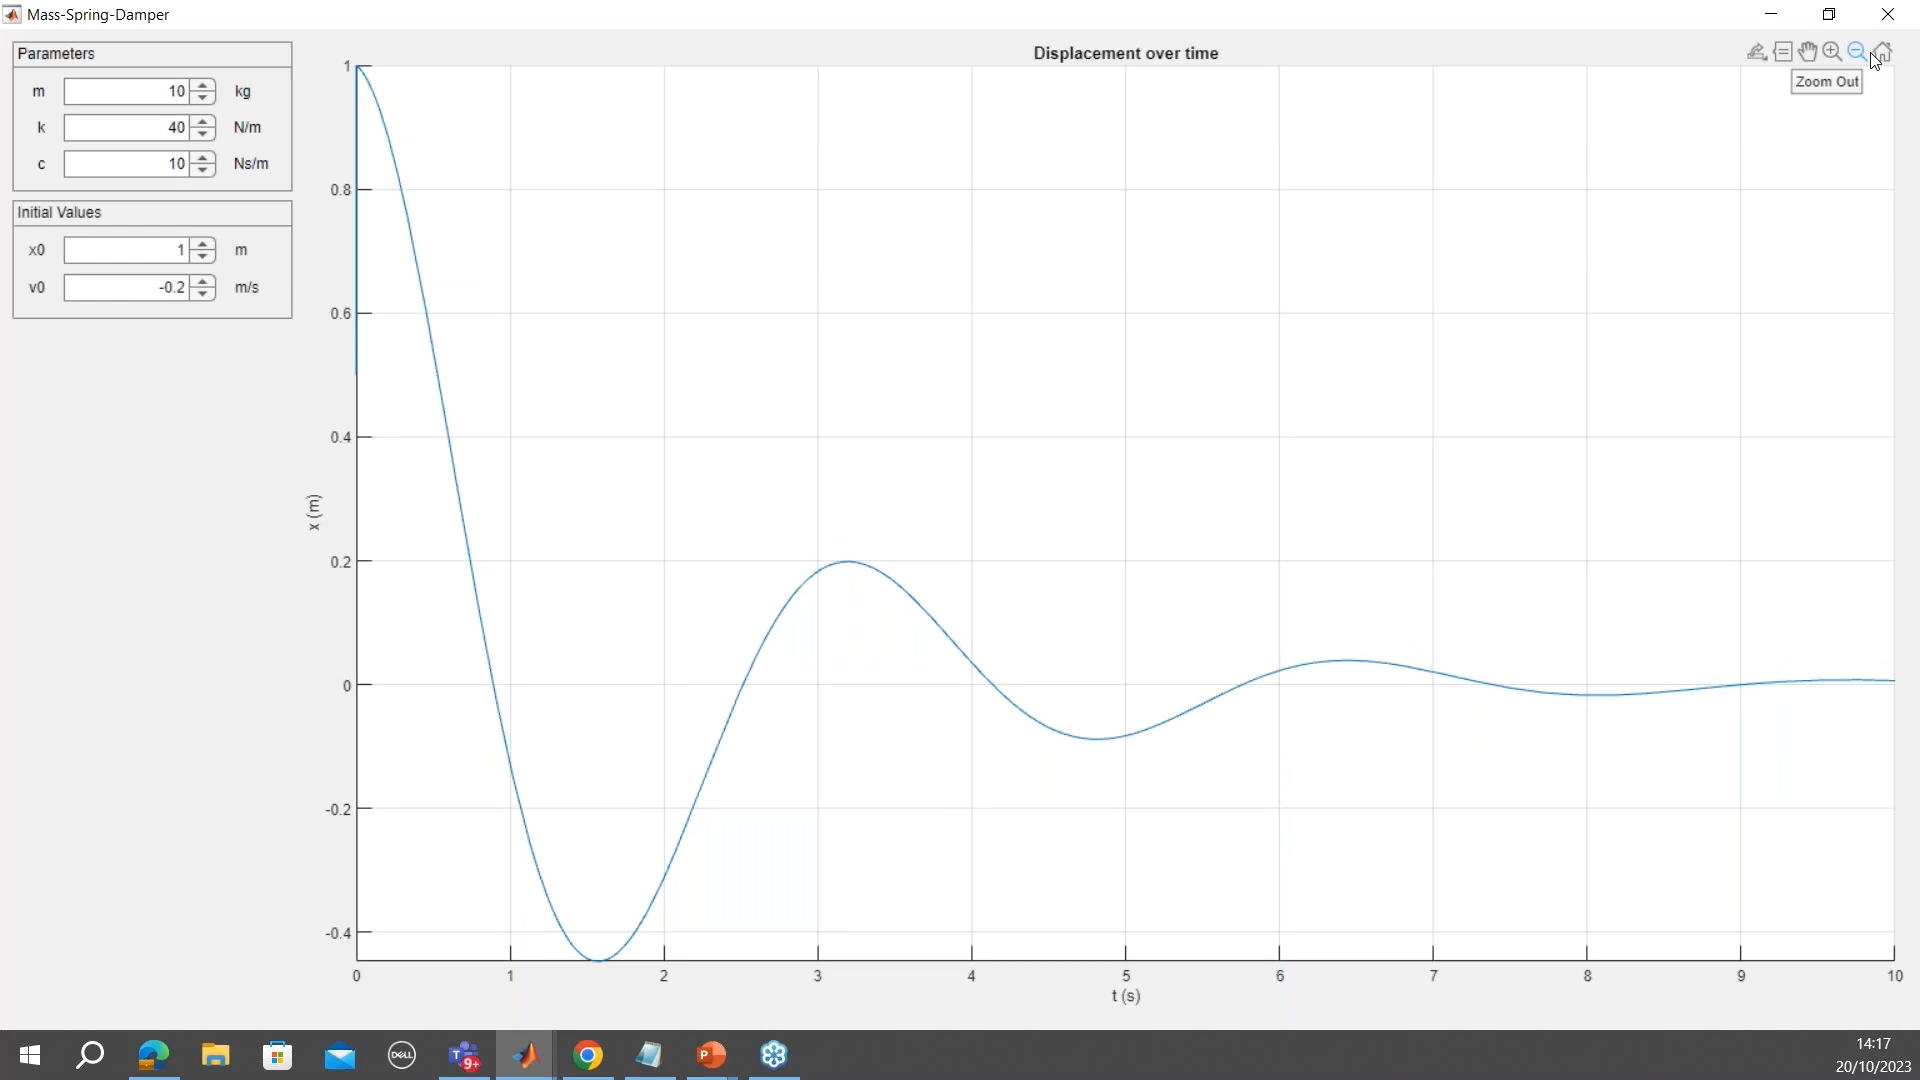 Mass-Spring-Damper
Parameters
m 10 kg
k 40 N/m
c 10 Ns/m
Initial Values
x0 1 m
v0 -0.2 m/s
Displacement over time
Zoom Out
1
0.8
0.6
0.4
0.2
0
-0.2
-0.4
x (m)
0 1 2 3 4 5 6 7 8 9 10
t (s)
DELL
T 9+
P
14:17
20/10/2023